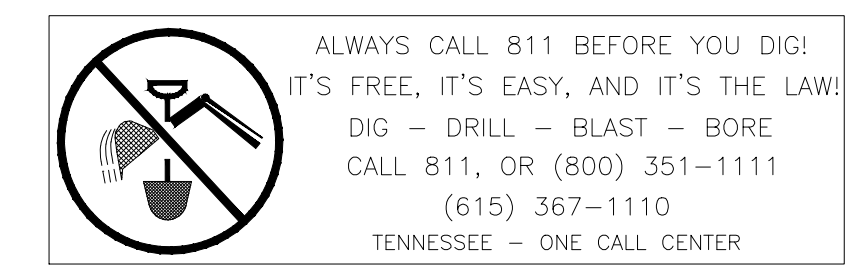 ALWAYS CALL 811 BEFORE YOU DIG!
IT'S FREE, IT'S EASY, AND IT'S THE LAW!
DIG – DRILL – BLAST – BORE
CALL 811, OR (800) 351–1111
(615) 367–1110
TENNESSEE – ONE CALL CENTER